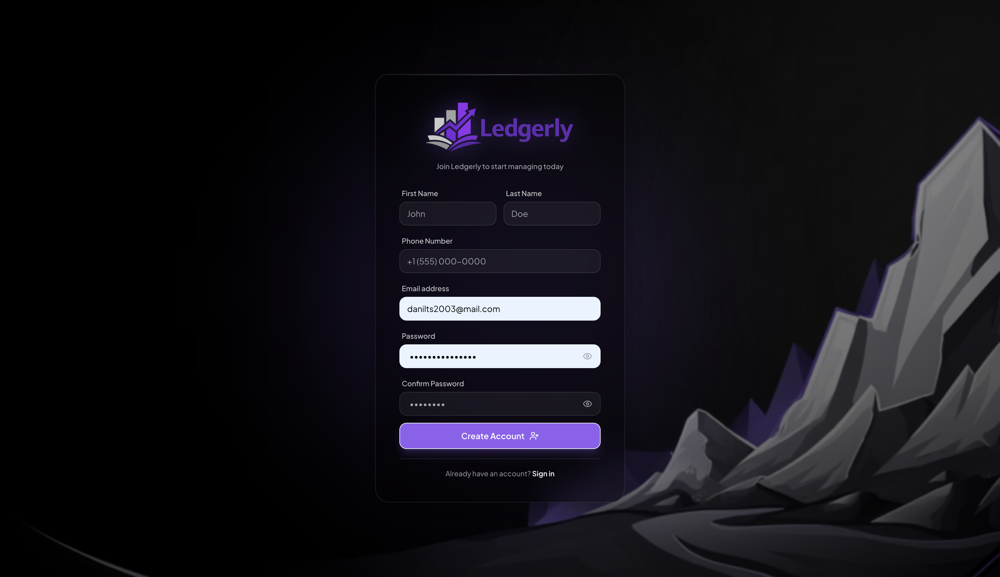 Ledgerly
Join Ledgerly to start managing today
First Name Last Name
John Doe
Phone Number
+1 (555) 000-0000
Email address
danilts2003@mail.com
Password
•••••••••••••••
Confirm Password
••••••••
Create Account
Already have an account? Sign in